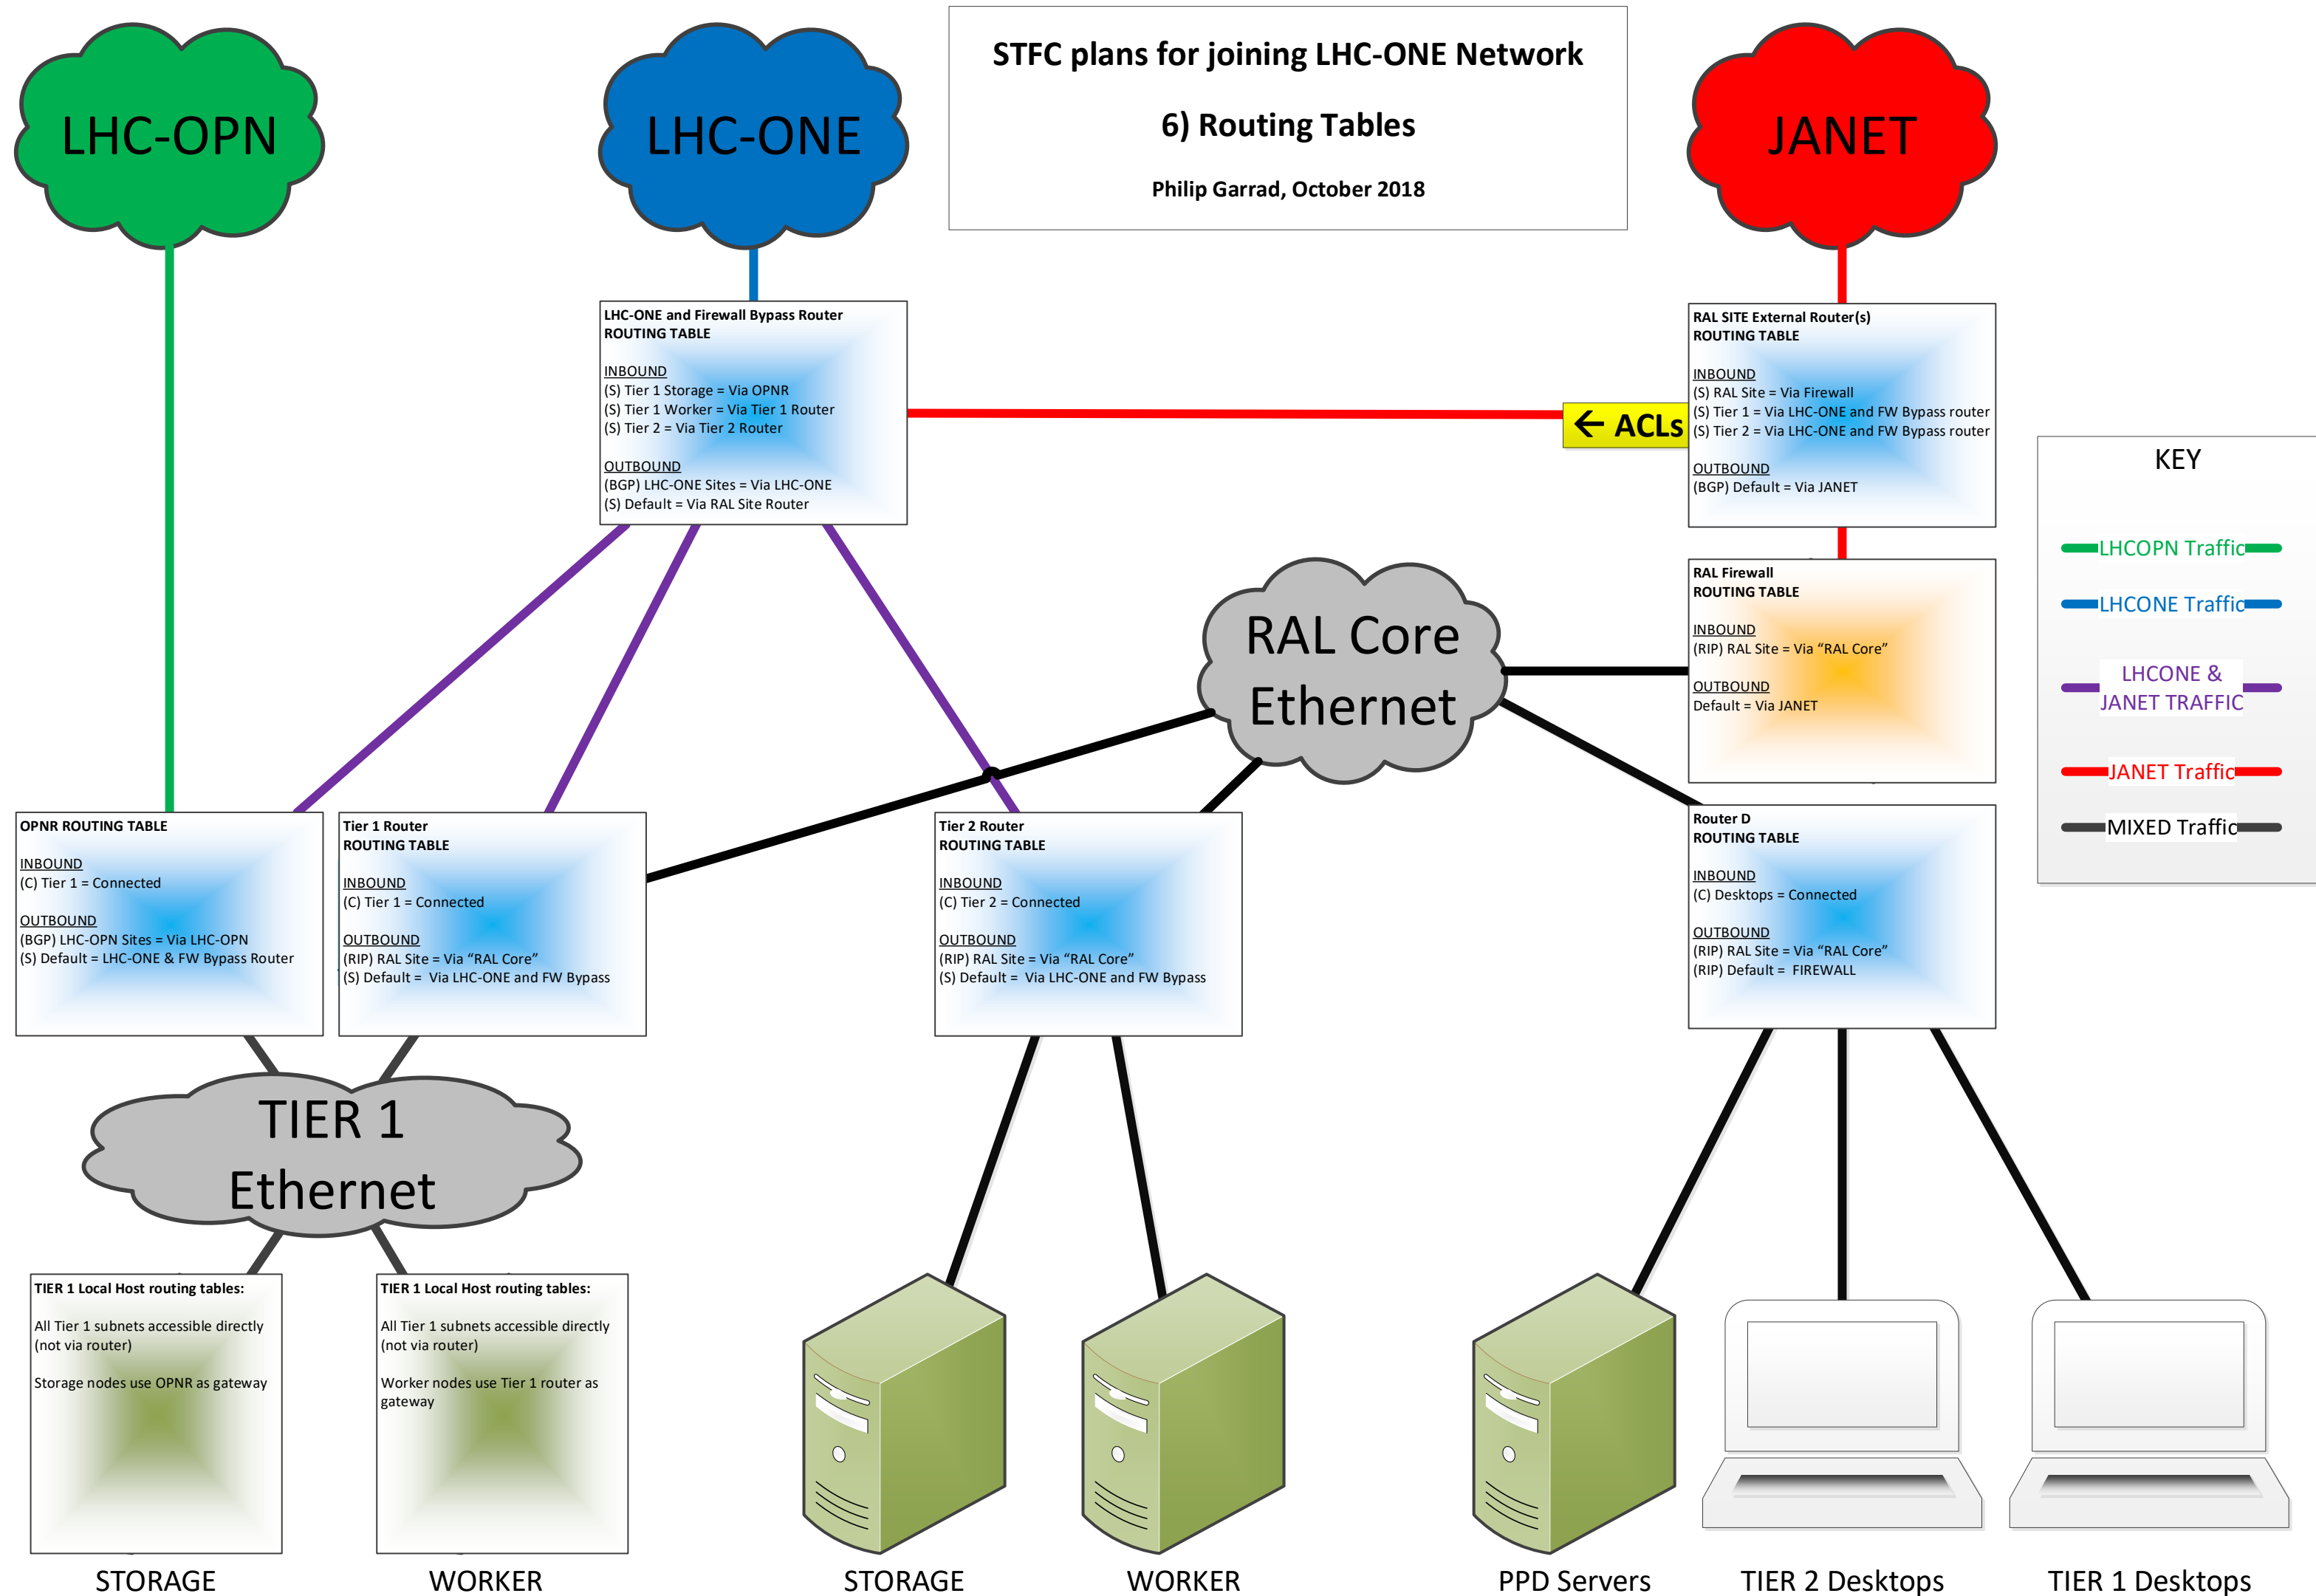 STFC plans for joining LHC-ONE Network
6) Routing Tables
Philip Garrad, October 2018
LHC-OPN
LHC-ONE
JANET
LHC-ONE and Firewall Bypass Router
ROUTING TABLE
INBOUND
(S) Tier 1 Storage = Via OPNR
(S) Tier 1 Worker = Via Tier 1 Router
(S) Tier 2 = Via Tier 2 Router
OUTBOUND
(BGP) LHC-ONE Sites = Via LHC-ONE
(S) Default = Via RAL Site Router
← ACLs
RAL SITE External Router(s)
ROUTING TABLE
INBOUND
(S) RAL Site = Via Firewall
(S) Tier 1 = Via LHC-ONE and FW Bypass router
(S) Tier 2 = Via LHC-ONE and FW Bypass router
OUTBOUND
(BGP) Default = Via JANET
KEY
LHCOPN Traffic
LHCONE Traffic
LHCONE &
JANET TRAFFIC
JANET Traffic
MIXED Traffic
RAL Core
Ethernet
RAL Firewall
ROUTING TABLE
INBOUND
(RIP) RAL Site = Via “RAL Core”
OUTBOUND
Default = Via JANET
OPNR ROUTING TABLE
INBOUND
(C) Tier 1 = Connected
OUTBOUND
(BGP) LHC-OPN Sites = Via LHC-OPN
(S) Default = LHC-ONE & FW Bypass Router
Tier 1 Router
ROUTING TABLE
INBOUND
(C) Tier 1 = Connected
OUTBOUND
(RIP) RAL Site = Via “RAL Core”
(S) Default =  Via LHC-ONE and FW Bypass
Tier 2 Router
ROUTING TABLE
INBOUND
(C) Tier 2 = Connected
OUTBOUND
(RIP) RAL Site = Via “RAL Core”
(S) Default =  Via LHC-ONE and FW Bypass
Router D
ROUTING TABLE
INBOUND
(C) Desktops = Connected
OUTBOUND
(RIP) RAL Site = Via “RAL Core”
(RIP) Default =  FIREWALL
TIER 1
Ethernet
TIER 1 Local Host routing tables:
All Tier 1 subnets accessible directly
(not via router)
Storage nodes use OPNR as gateway
TIER 1 Local Host routing tables:
All Tier 1 subnets accessible directly
(not via router)
Worker nodes use Tier 1 router as
gateway
STORAGE
WORKER
STORAGE
WORKER
PPD Servers
TIER 2 Desktops
TIER 1 Desktops